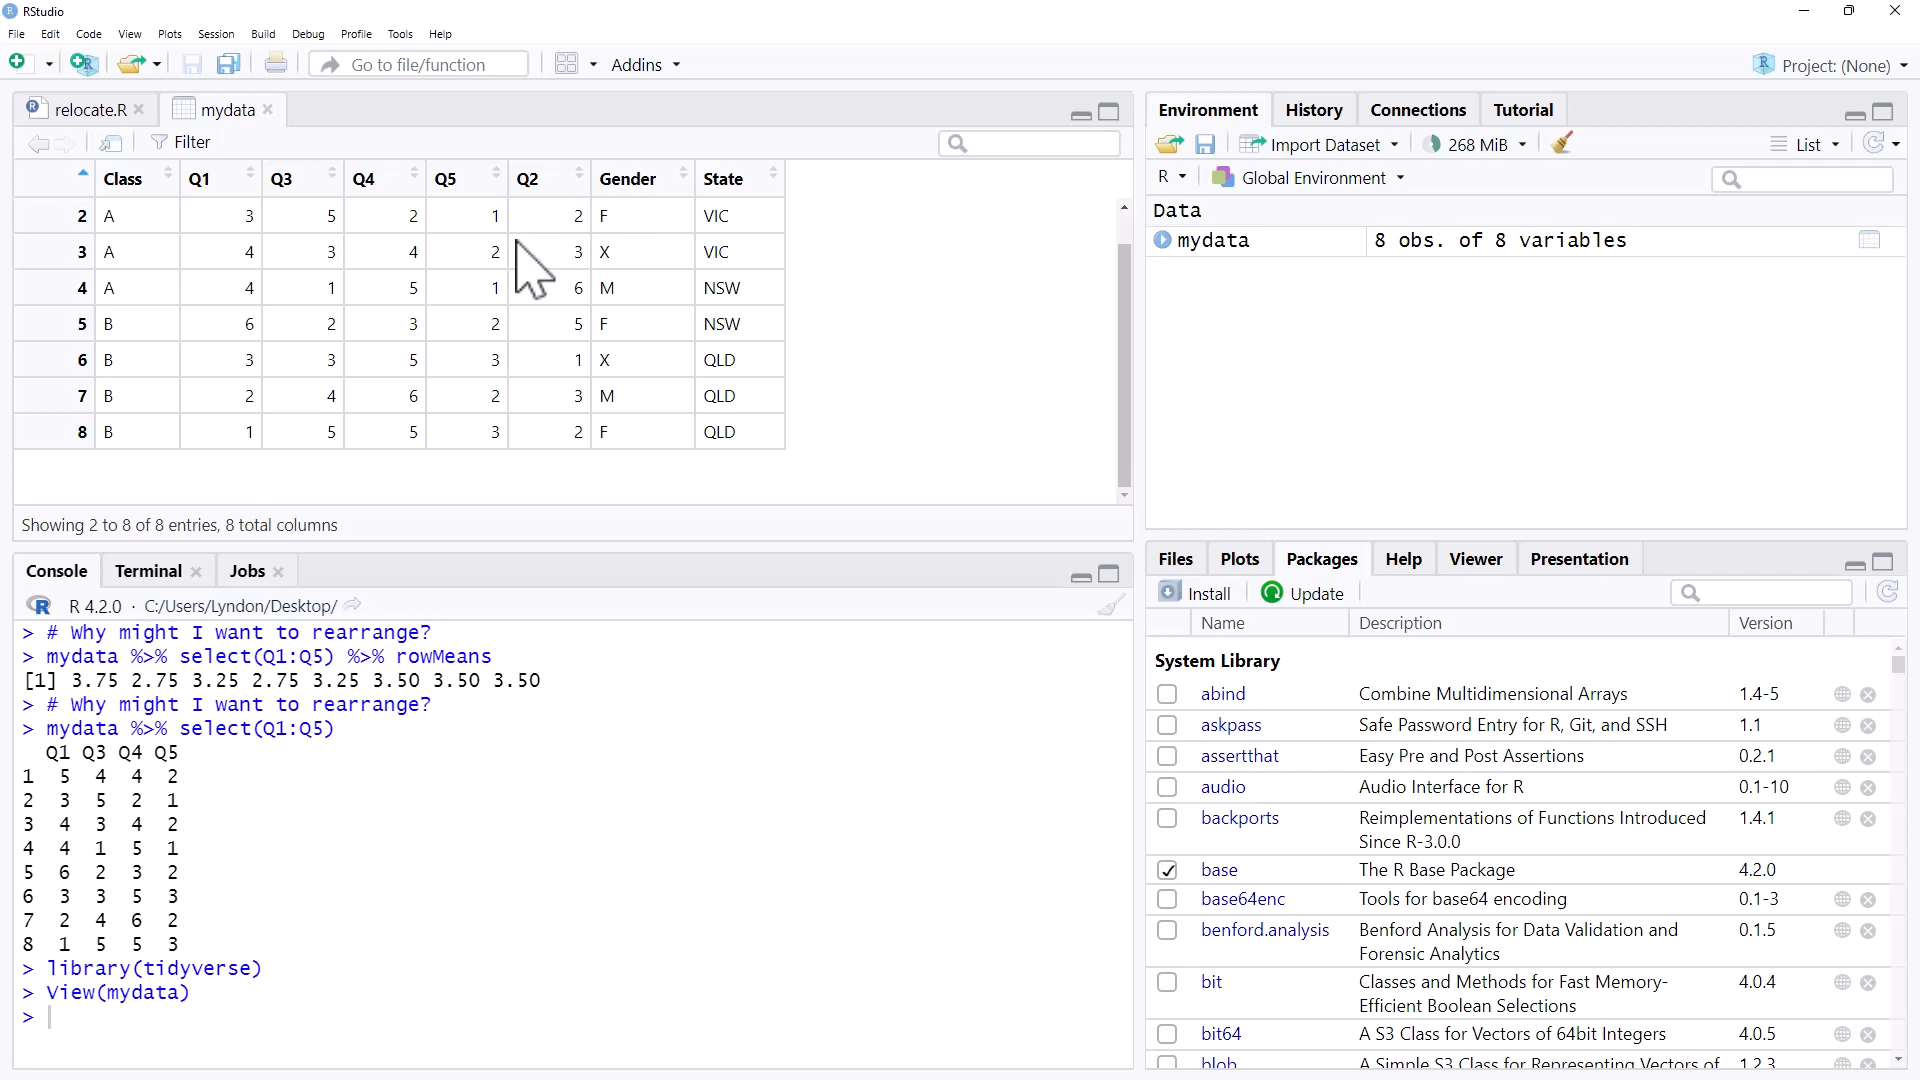 RStudio
File Edit Code View Plots Session Build Debug Profile Tools Help
Go to file/function Addins Project: (None)
relocate.R mydata
Filter
Class Q1 Q3 Q4 Q5 Q2 Gender State
2 A 3 5 2 1 2 F VIC
3 A 4 3 4 2 3 X VIC
4 A 4 1 5 1 6 M NSW
5 B 6 2 3 2 5 F NSW
6 B 3 3 5 3 1 X QLD
7 B 2 4 6 2 3 M QLD
8 B 1 5 5 3 2 F QLD
Showing 2 to 8 of 8 entries, 8 total columns
Console Terminal Jobs
R 4.2.0 · C:/Users/Lyndon/Desktop/
> # Why might I want to rearrange?
> mydata %>% select(Q1:Q5) %>% rowMeans
[1] 3.75 2.75 3.25 2.75 3.25 3.50 3.50 3.50
> # Why might I want to rearrange?
> mydata %>% select(Q1:Q5)
Q1 Q3 Q4 Q5
1 5 4 4 2
2 3 5 2 1
3 4 3 4 2
4 4 1 5 1
5 6 2 3 2
6 3 3 5 3
7 2 4 6 2
8 1 5 5 3
> library(tidyverse)
> View(mydata)
>
Environment History Connections Tutorial
Import Dataset 268 MiB List
R Global Environment
Data
mydata 8 obs. of 8 variables
Files Plots Packages Help Viewer Presentation
Install Update
Name Description Version
System Library
abind Combine Multidimensional Arrays 1.4-5
askpass Safe Password Entry for R, Git, and SSH 1.1
assertthat Easy Pre and Post Assertions 0.2.1
audio Audio Interface for R 0.1-10
backports Reimplementations of Functions Introduced 1.4.1
Since R-3.0.0
base The R Base Package 4.2.0
base64enc Tools for base64 encoding 0.1-3
benford.analysis Benford Analysis for Data Validation and 0.1.5
Forensic Analytics
bit Classes and Methods for Fast Memory- 4.0.4
Efficient Boolean Selections
bit64 A S3 Class for Vectors of 64bit Integers 4.0.5
blob A Simple S3 Class for Representing Vectors of 1.2.3